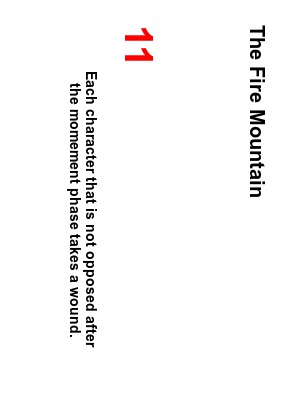 The Fire Mountain
11
Each character that is not opposed after
the momement phase takes a wound.